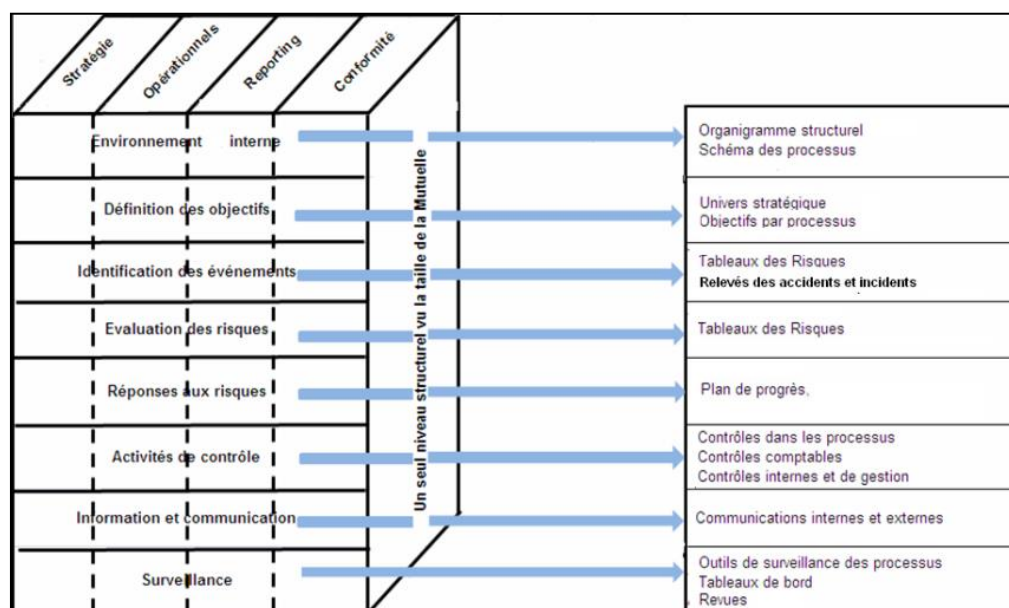 Stratégie
Opérationnels
Reporting
Conformité
Environnement interne
Organigramme structurel
Schéma des processus
Définition des objectifs
Univers stratégique
Objectifs par processus
Identification des événements
Tableaux des Risques
Relevés des accidents et incidents
Evaluation des risques
Tableaux des Risques
Réponses aux risques
Plan de progrès.
Activités de contrôle
Contrôles dans les processus
Contrôles comptables
Contrôles internes et de gestion
Information et communication
Communications internes et externes
Surveillance
Outils de surveillance des processus
Tableaux de bord
Revues
Un seul niveau structurel vu la taille de la Mutuelle